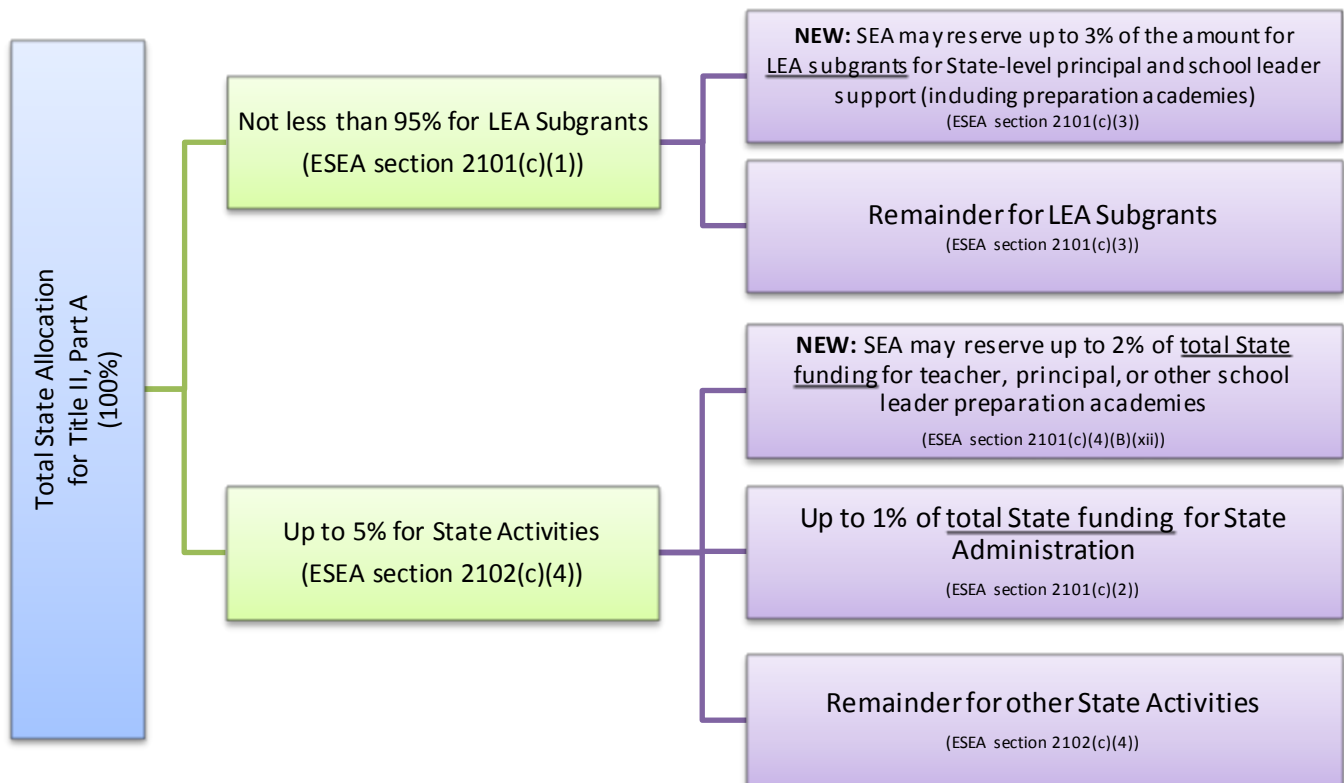 Total State Allocation
for Title II, Part A
(100%)
Not less than 95% for LEA Subgrants
(ESEA section 2101(c)(1))
NEW: SEA may reserve up to 3% of the amount for
LEA subgrants for State-level principal and school leader
support (including preparation academies)
(ESEA section 2101(c)(3))
Remainder for LEA Subgrants
(ESEA section 2101(c)(3))
Up to 5% for State Activities
(ESEA section 2102(c)(4))
NEW: SEA may reserve up to 2% of total State
funding for teacher, principal, or other school
leader preparation academies
(ESEA section 2101(c)(4)(B)(xii))
Up to 1% of total State funding for State
Administration
(ESEA section 2101(c)(2))
Remainder for other State Activities
(ESEA section 2102(c)(4))